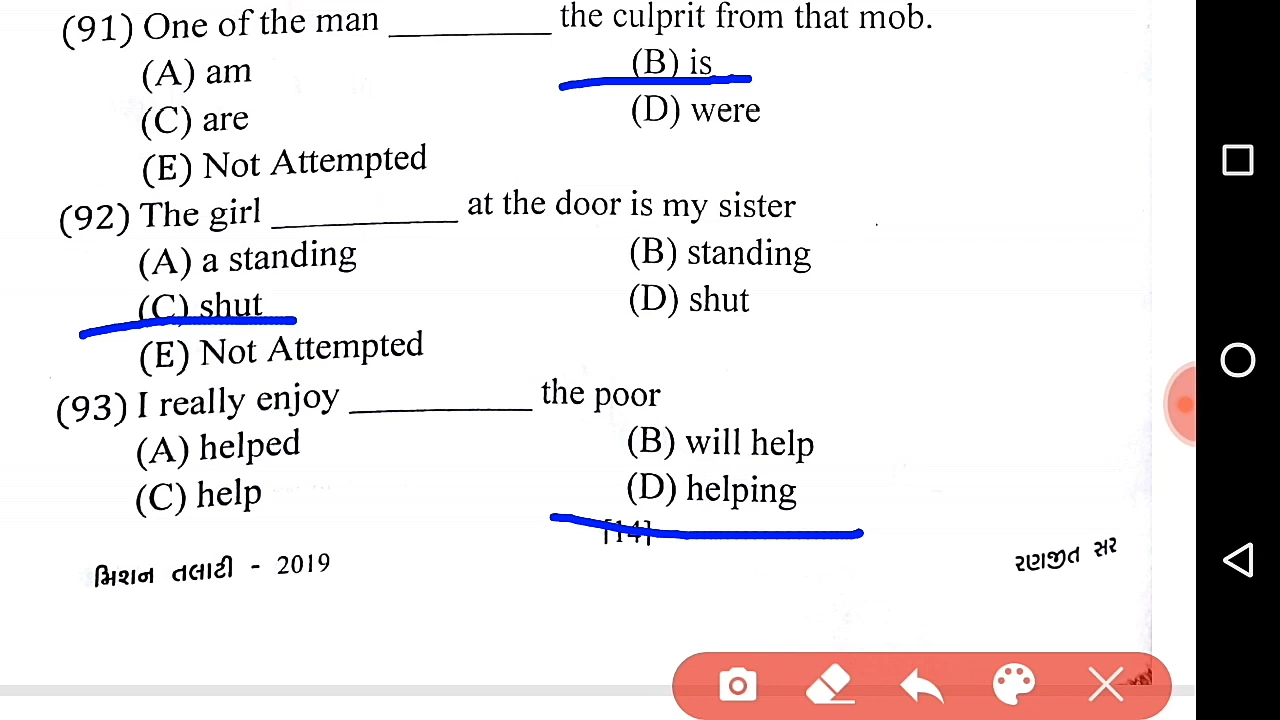 (91) One of the man __________ the culprit from that mob.
(A) am (B) is
(C) are (D) were
(E) Not Attempted
(92) The girl __________ at the door is my sister
(A) a standing (B) standing
(C) shut (D) shut
(E) Not Attempted
(93) I really enjoy __________ the poor
(A) helped (B) will help
(C) help (D) helping
[14]
મિશન તલાટી - 2019 રણજીત સર